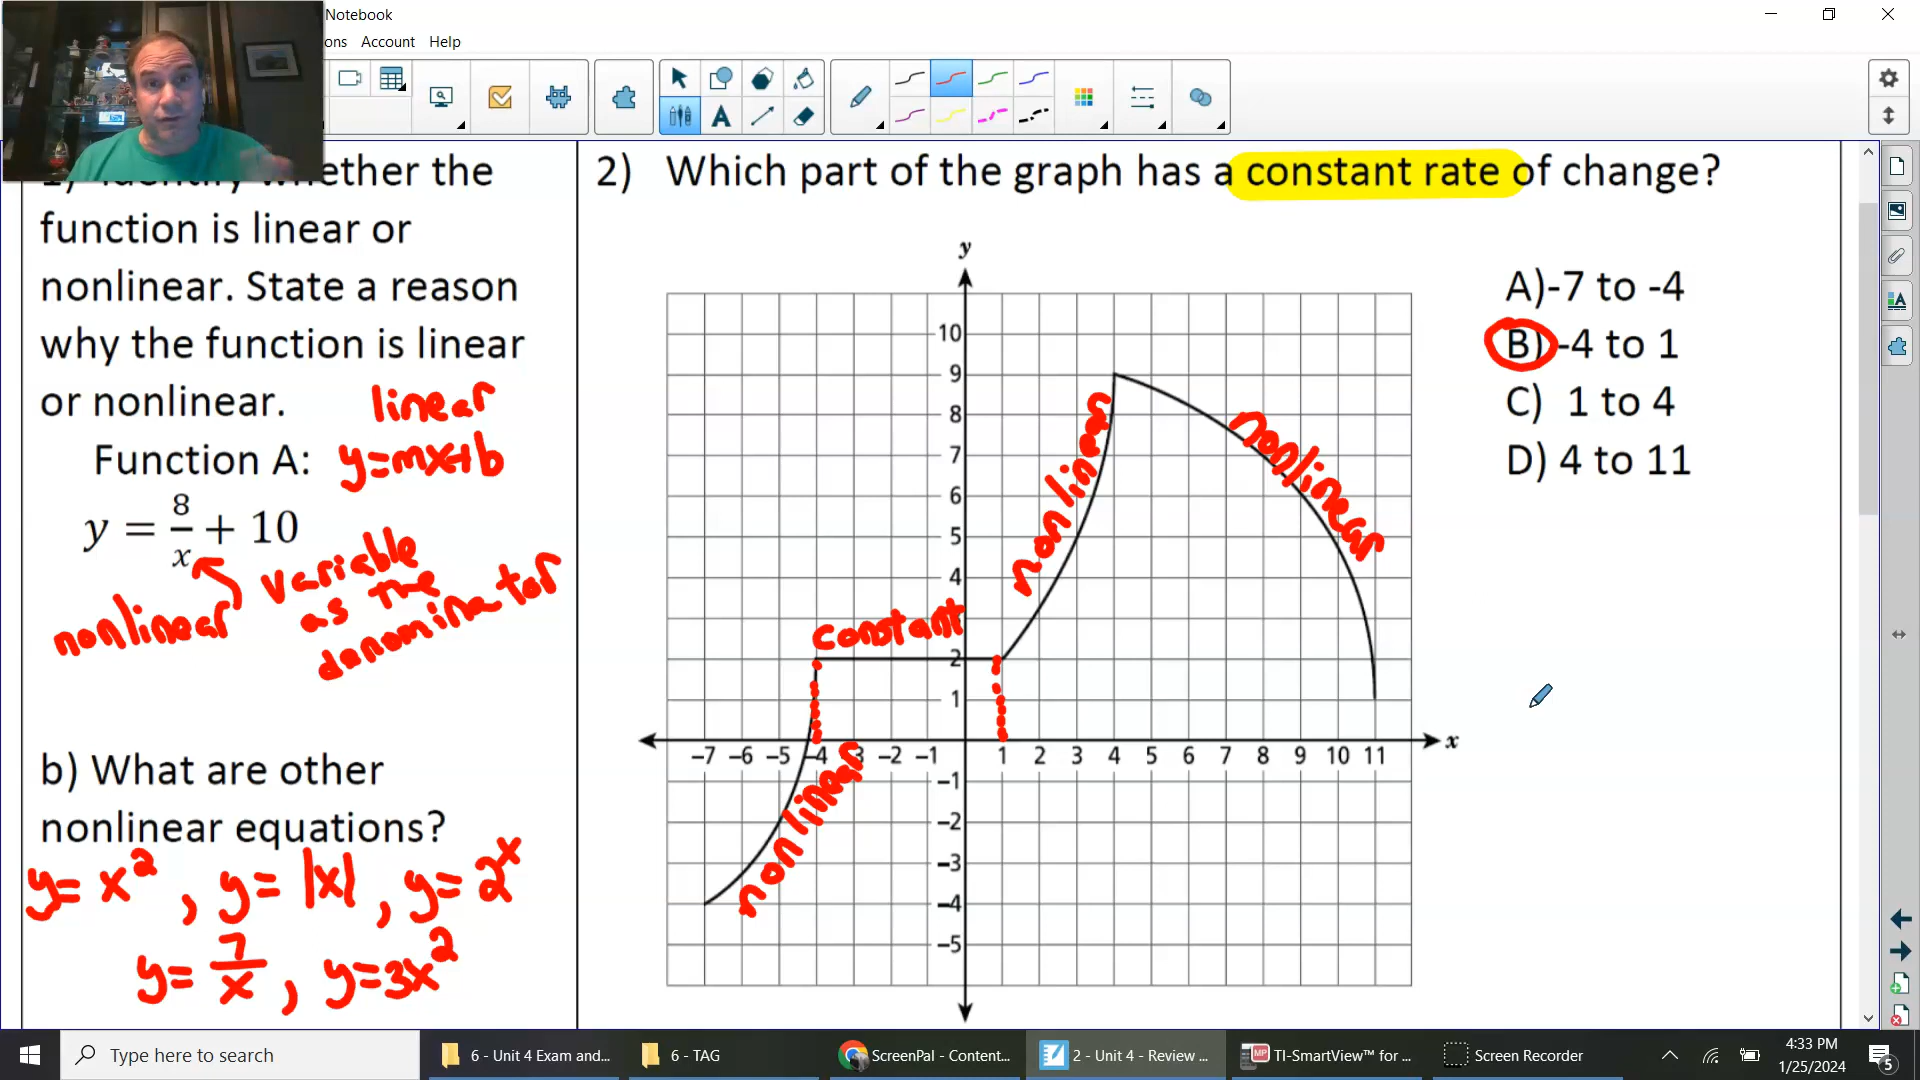 Notebook
ons Account Help
1) Identify whether the
function is linear or
nonlinear. State a reason
why the function is linear
or nonlinear.
linear
Function A:
y=mx+b
y = 8/x + 10
nonlinear
variable
as the
denominator
b) What are other
nonlinear equations?
y= x², y= |x|, y= 2ˣ
y= 7/x, y=3x²
2) Which part of the graph has a constant rate of change?
A)-7 to -4
B) -4 to 1
C) 1 to 4
D) 4 to 11
y
10
9
8
7
6
5
4
2
1
-7 -6 -5 -4 -3 -2 -1 1 2 3 4 5 6 7 8 9 10 11 x
-1
-2
-3
-4
-5
nonlinear
constant
nonlinear
nonlinear
Type here to search
6 - Unit 4 Exam and...
6 - TAG
ScreenPal - Content...
2 - Unit 4 - Review ...
TI-SmartView™ for ...
Screen Recorder
4:33 PM
1/25/2024
5